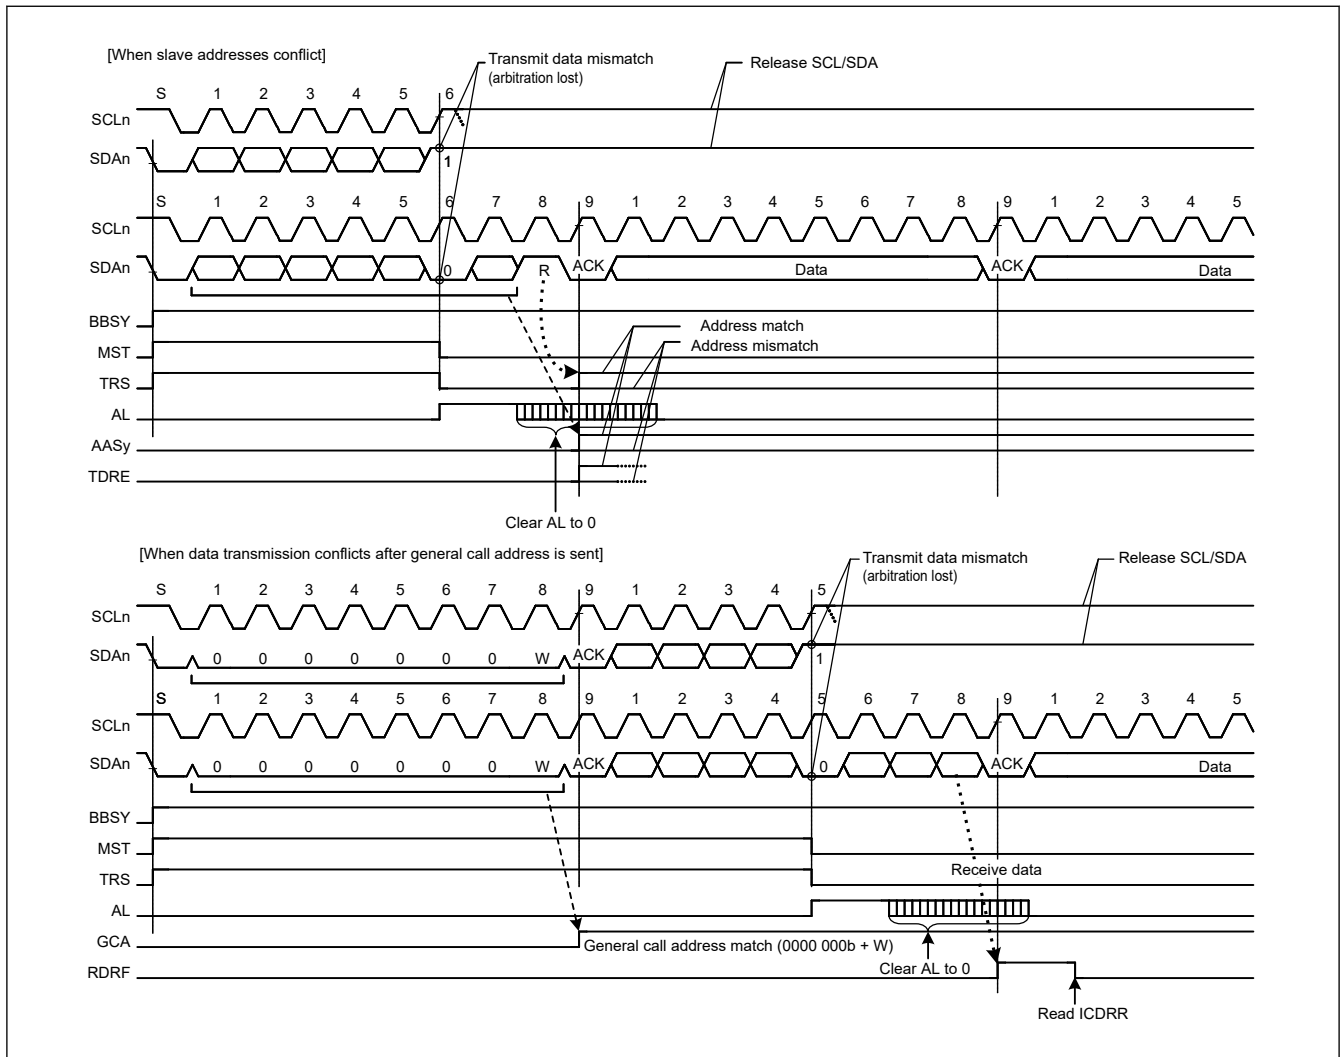 [When slave addresses conflict]
Transmit data mismatch
(arbitration lost)
Release SCL/SDA
S 1 2 3 4 5 6
SCLn
SDAn
1
S 1 2 3 4 5 6 7 8 9 1 2 3 4 5 6 7 8 9 1 2 3 4 5
SCLn
SDAn 0 R ACK Data ACK Data
BBSY
Address match
MST
Address mismatch
TRS
AL
AASy
TDRE
Clear AL to 0
[When data transmission conflicts after general call address is sent]
Transmit data mismatch
(arbitration lost)
Release SCL/SDA
S 1 2 3 4 5 6 7 8 9 1 2 3 4 5
SCLn
SDAn 0 0 0 0 0 0 0 W ACK 1
S 1 2 3 4 5 6 7 8 9 1 2 3 4 5 6 7 8 9 1 2 3 4 5
SCLn
SDAn 0 0 0 0 0 0 0 W ACK 0 ACK Data
BBSY
MST
Receive data
TRS
AL
GCA
General call address match (0000 000b + W)
Clear AL to 0
RDRF
Read ICDRR